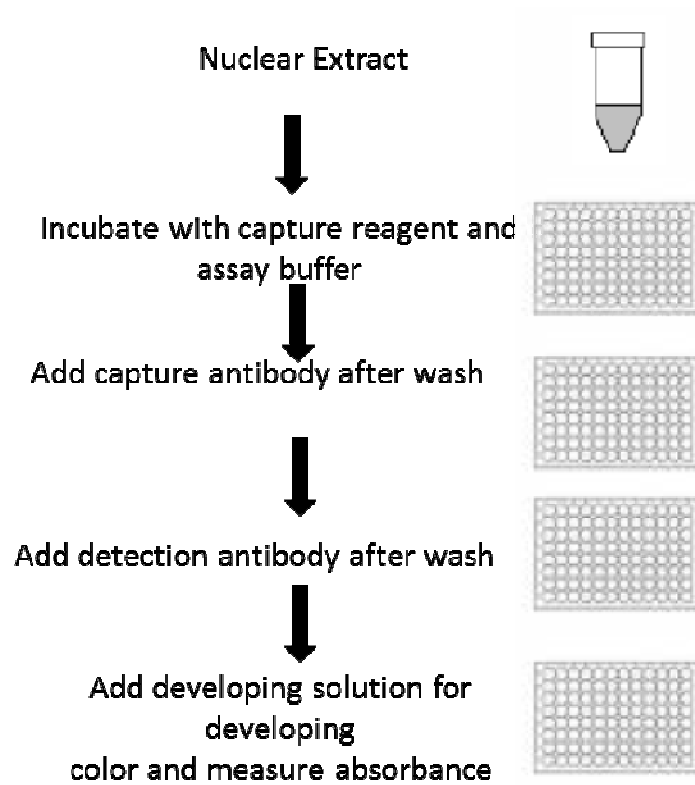 Nuclear Extract
Incubate with capture reagent and
assay buffer
Add capture antibody after wash
Add detection antibody after wash
Add developing solution for
developing
color and measure absorbance